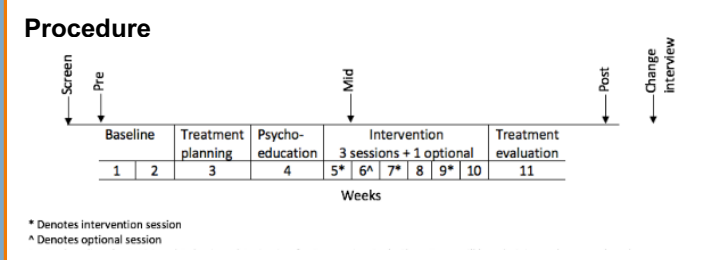 Procedure
Screen
Pre
Mid
Post
Change
interview
Baseline
Treatment
planning
Psycho-
education
Intervention
3 sessions + 1 optional
Treatment
evaluation
1 2 3 4 5* 6^ 7* 8 9* 10 11
Weeks
* Denotes intervention session
^ Denotes optional session